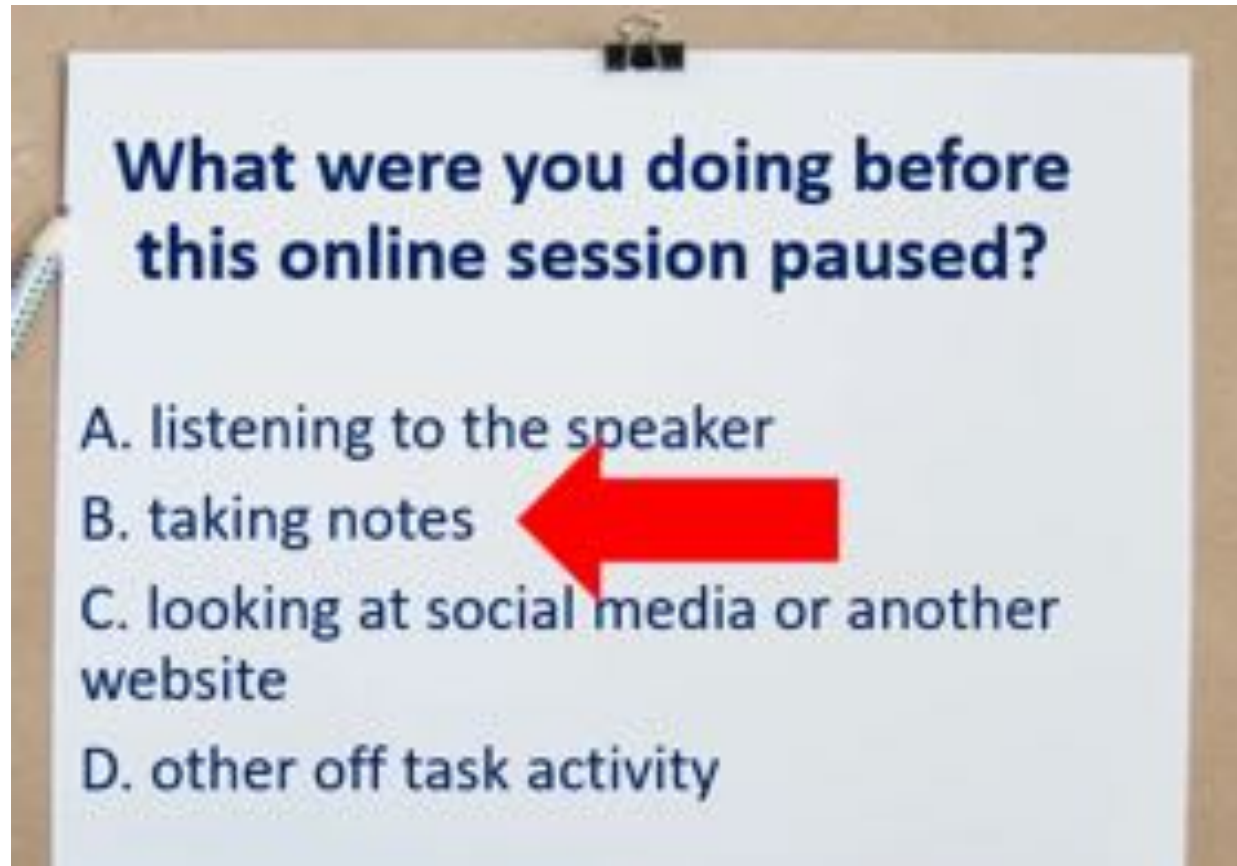 What were you doing before
this online session paused?
A. listening to the speaker
B. taking notes
C. looking at social media or another
website
D. other off task activity